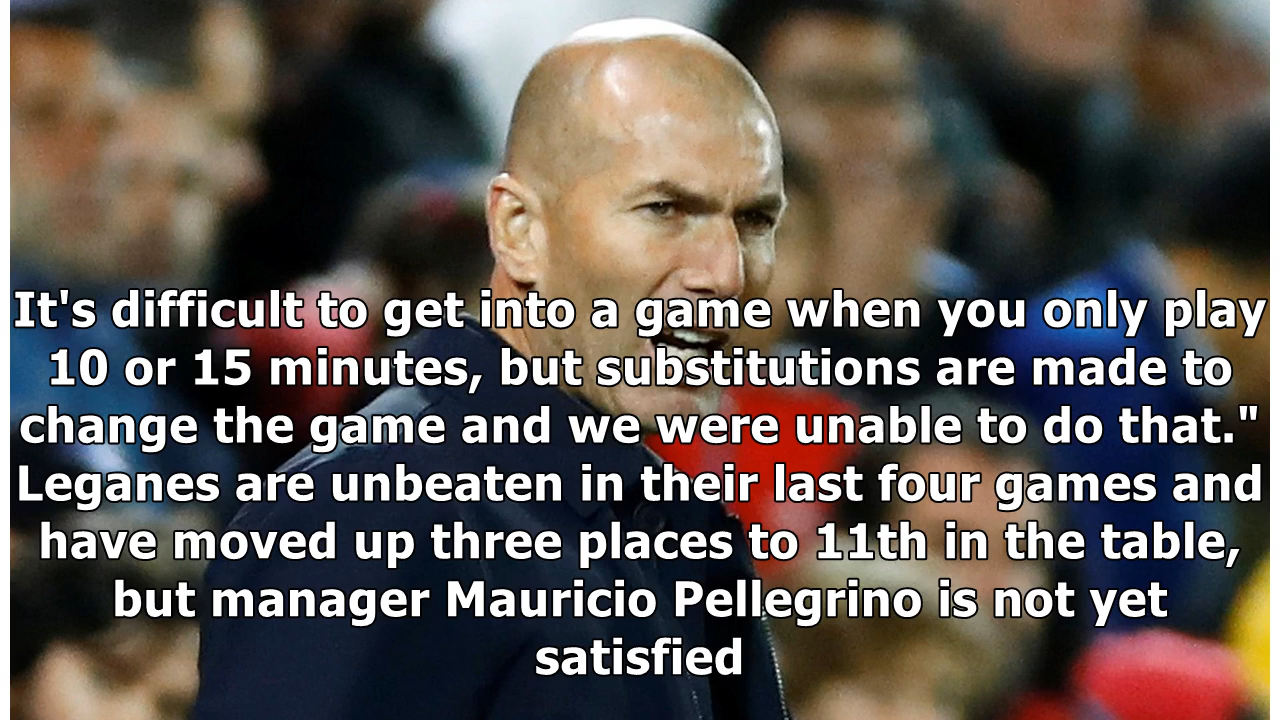 It's difficult to get into a game when you only play
10 or 15 minutes, but substitutions are made to
change the game and we were unable to do that."
Leganes are unbeaten in their last four games and
have moved up three places to 11th in the table,
but manager Mauricio Pellegrino is not yet
satisfied